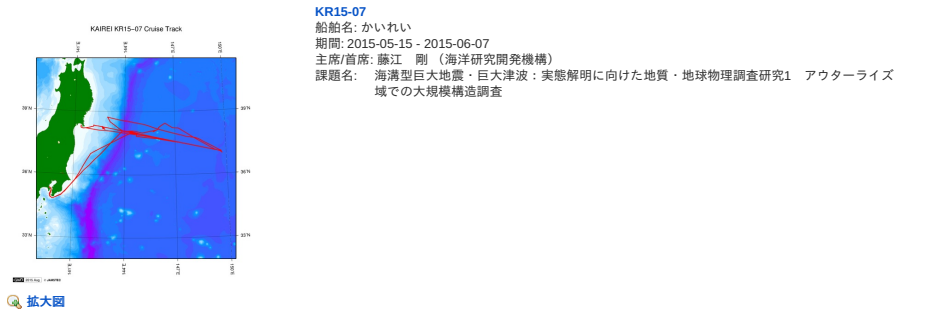 KAIREI KR15−07 Cruise Track
KR15-07
船舶名: かいれい
期間: 2015-05-15 - 2015-06-07
主席/首席: 藤江　剛 （海洋研究開発機構）
課題名:　海溝型巨大地震・巨大津波：実態解明に向けた地質・地球物理調査研究1　アウターライズ
域での大規模構造調査
拡大図